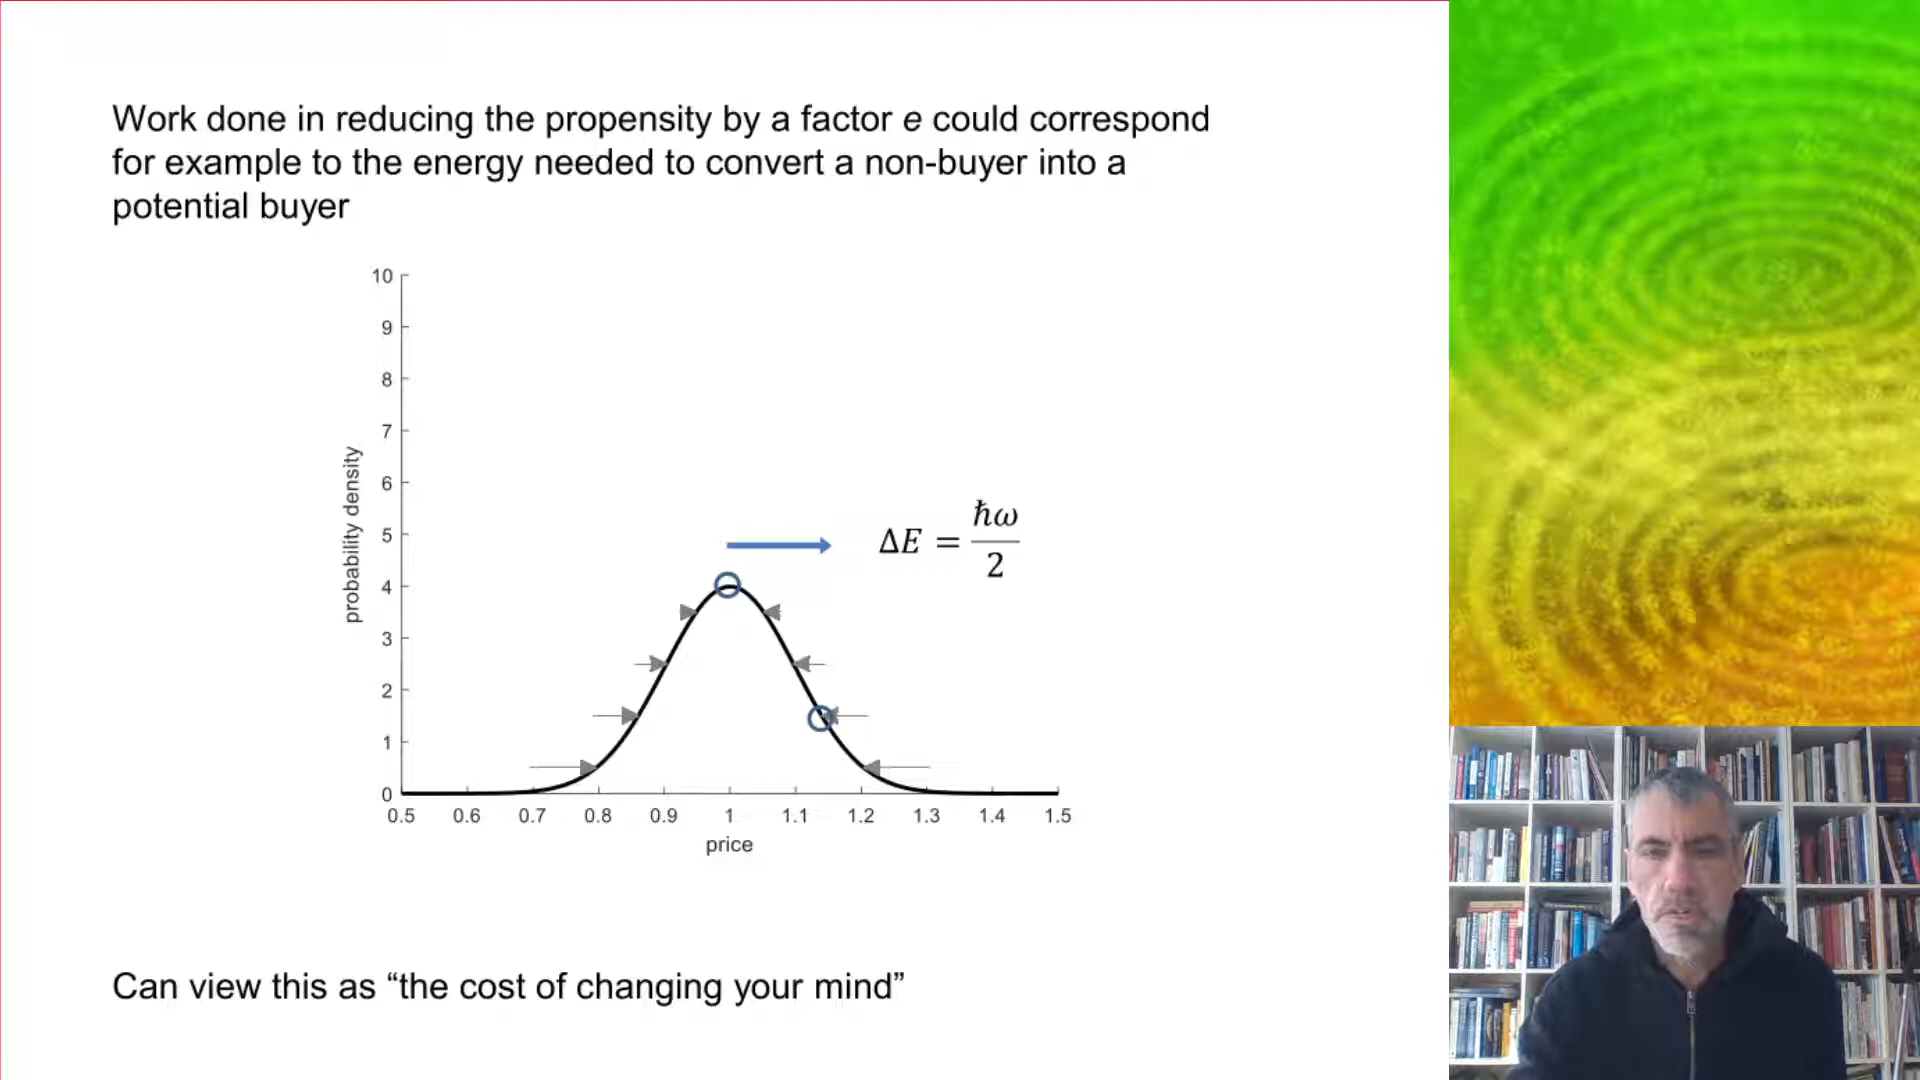 Work done in reducing the propensity by a factor e could correspond
for example to the energy needed to convert a non-buyer into a
potential buyer
10
9
8
7
6
5
4
3
2
1
0
probability density
ΔE = ħω/2
0.5 0.6 0.7 0.8 0.9 1 1.1 1.2 1.3 1.4 1.5
price
Can view this as “the cost of changing your mind”